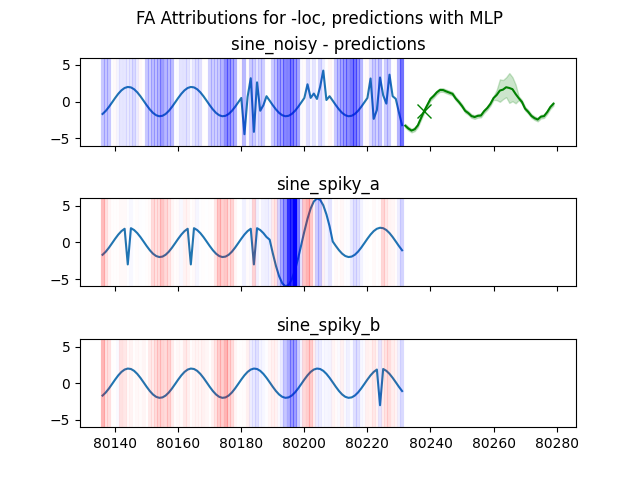 FA Attributions for -loc, predictions with MLP
sine_noisy - predictions
5
0
−5
sine_spiky_a
5
0
−5
sine_spiky_b
5
0
−5
80140 80160 80180 80200 80220 80240 80260 80280